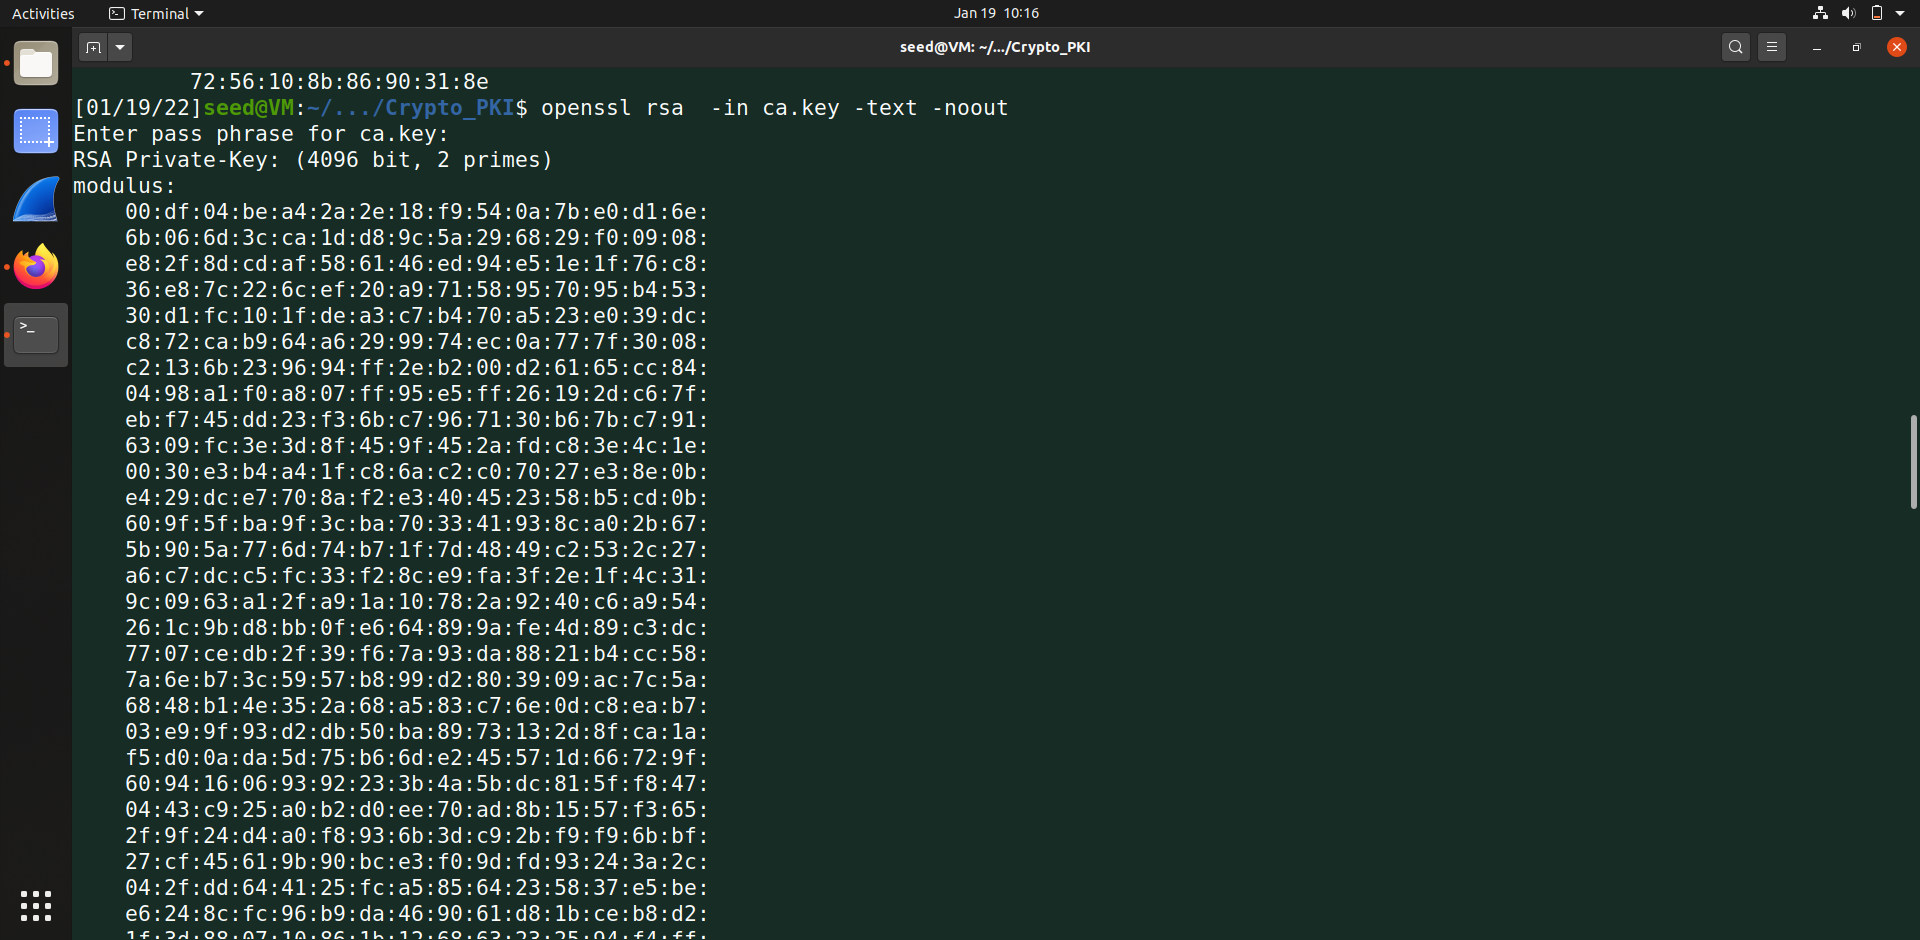 Activities
Terminal
Jan 19 10:16
seed@VM: ~/.../Crypto_PKI
72:56:10:8b:86:90:31:8e
[01/19/22]seed@VM:~/.../Crypto_PKI$ openssl rsa  -in ca.key -text -noout
Enter pass phrase for ca.key:
RSA Private-Key: (4096 bit, 2 primes)
modulus:
00:df:04:be:a4:2a:2e:18:f9:54:0a:7b:e0:d1:6e:
6b:06:6d:3c:ca:1d:d8:9c:5a:29:68:29:f0:09:08:
e8:2f:8d:cd:af:58:61:46:ed:94:e5:1e:1f:76:c8:
36:e8:7c:22:6c:ef:20:a9:71:58:95:70:95:b4:53:
30:d1:fc:10:1f:de:a3:c7:b4:70:a5:23:e0:39:dc:
c8:72:ca:b9:64:a6:29:99:74:ec:0a:77:7f:30:08:
c2:13:6b:23:96:94:ff:2e:b2:00:d2:61:65:cc:84:
04:98:a1:f0:a8:07:ff:95:e5:ff:26:19:2d:c6:7f:
eb:f7:45:dd:23:f3:6b:c7:96:71:30:b6:7b:c7:91:
63:09:fc:3e:3d:8f:45:9f:45:2a:fd:c8:3e:4c:1e:
00:30:e3:b4:a4:1f:c8:6a:c2:c0:70:27:e3:8e:0b:
e4:29:dc:e7:70:8a:f2:e3:40:45:23:58:b5:cd:0b:
60:9f:5f:ba:9f:3c:ba:70:33:41:93:8c:a0:2b:67:
5b:90:5a:77:6d:74:b7:1f:7d:48:49:c2:53:2c:27:
a6:c7:dc:c5:fc:33:f2:8c:e9:fa:3f:2e:1f:4c:31:
9c:09:63:a1:2f:a9:1a:10:78:2a:92:40:c6:a9:54:
26:1c:9b:d8:bb:0f:e6:64:89:9a:fe:4d:89:c3:dc:
77:07:ce:db:2f:39:f6:7a:93:da:88:21:b4:cc:58:
7a:6e:b7:3c:59:57:b8:99:d2:80:39:09:ac:7c:5a:
68:48:b1:4e:35:2a:68:a5:83:c7:6e:0d:c8:ea:b7:
03:e9:9f:93:d2:db:50:ba:89:73:13:2d:8f:ca:1a:
f5:d0:0a:da:5d:75:b6:6d:e2:45:57:1d:66:72:9f:
60:94:16:06:93:92:23:3b:4a:5b:dc:81:5f:f8:47:
04:43:c9:25:a0:b2:d0:ee:70:ad:8b:15:57:f3:65:
2f:9f:24:d4:a0:f8:93:6b:3d:c9:2b:f9:f9:6b:bf:
27:cf:45:61:9b:90:bc:e3:f0:9d:fd:93:24:3a:2c:
04:2f:dd:64:41:25:fc:a5:85:64:23:58:37:e5:be:
e6:24:8c:fc:96:b9:da:46:90:61:d8:1b:ce:b8:d2:
1f:3d:88:07:10:86:1b:12:68:63:23:25:94:f4:ff: